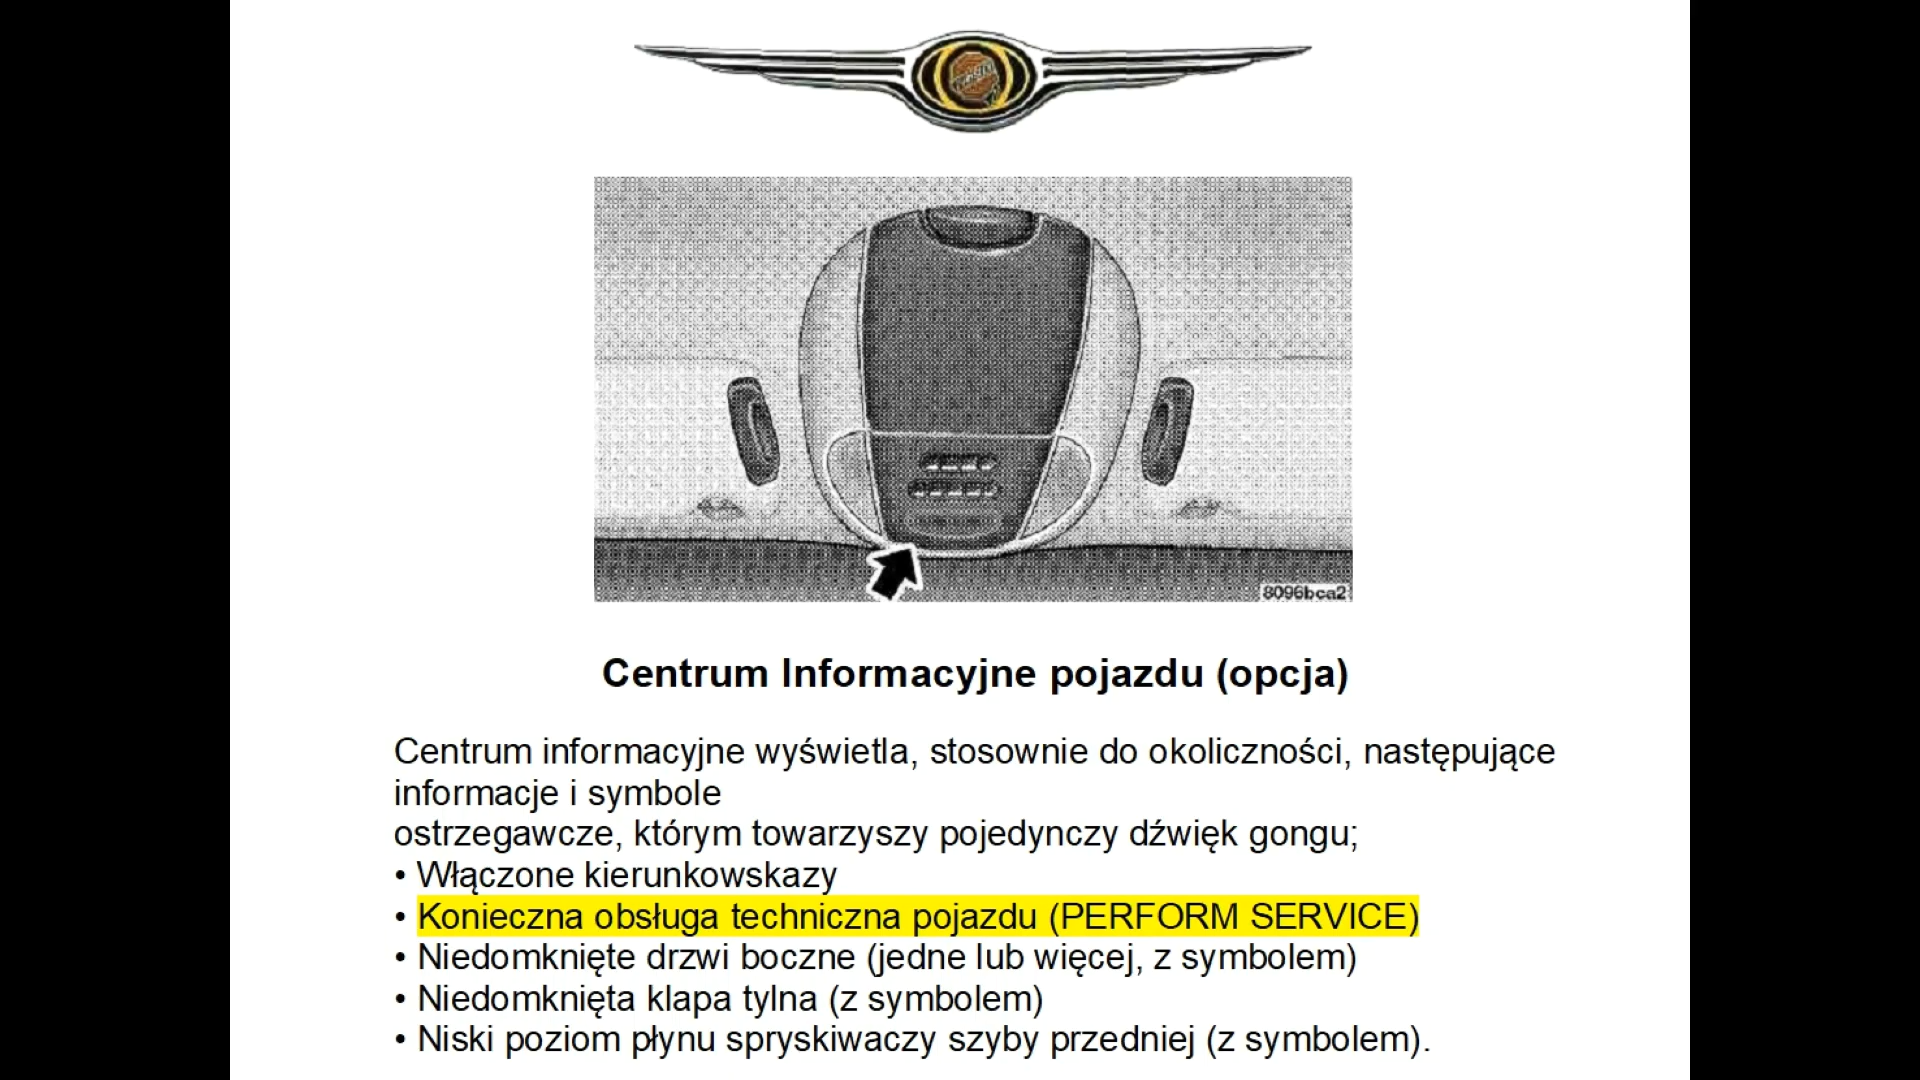 8096bca2
Centrum Informacyjne pojazdu (opcja)
Centrum informacyjne wyświetla, stosownie do okoliczności, następujące
informacje i symbole
ostrzegawcze, którym towarzyszy pojedynczy dźwięk gongu;
• Włączone kierunkowskazy
• Konieczna obsługa techniczna pojazdu (PERFORM SERVICE)
• Niedomknięte drzwi boczne (jedne lub więcej, z symbolem)
• Niedomknięta klapa tylna (z symbolem)
• Niski poziom płynu spryskiwaczy szyby przedniej (z symbolem).